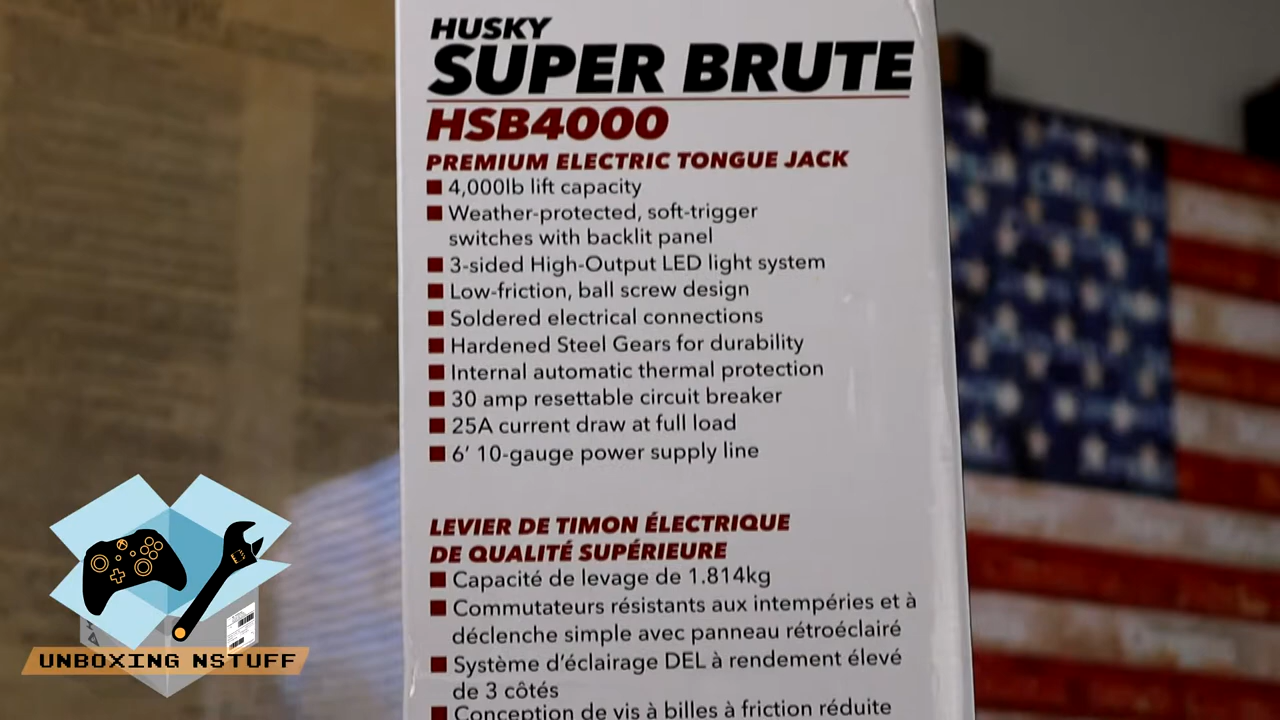 HUSKY
SUPER BRUTE
HSB4000
PREMIUM ELECTRIC TONGUE JACK
4,000lb lift capacity
Weather-protected, soft-trigger
switches with backlit panel
3-sided High-Output LED light system
Low-friction, ball screw design
Soldered electrical connections
Hardened Steel Gears for durability
Internal automatic thermal protection
30 amp resettable circuit breaker
25A current draw at full load
6' 10-gauge power supply line
LEVIER DE TIMON ÉLECTRIQUE
DE QUALITÉ SUPÉRIEURE
Capacité de levage de 1.814kg
Commutateurs résistants aux intempéries et à
déclenche simple avec panneau rétroéclairé
Système d'éclairage DEL à rendement élevé
de 3 côtés
Conception de vis à billes à friction réduite
UNBOXING NSTUFF